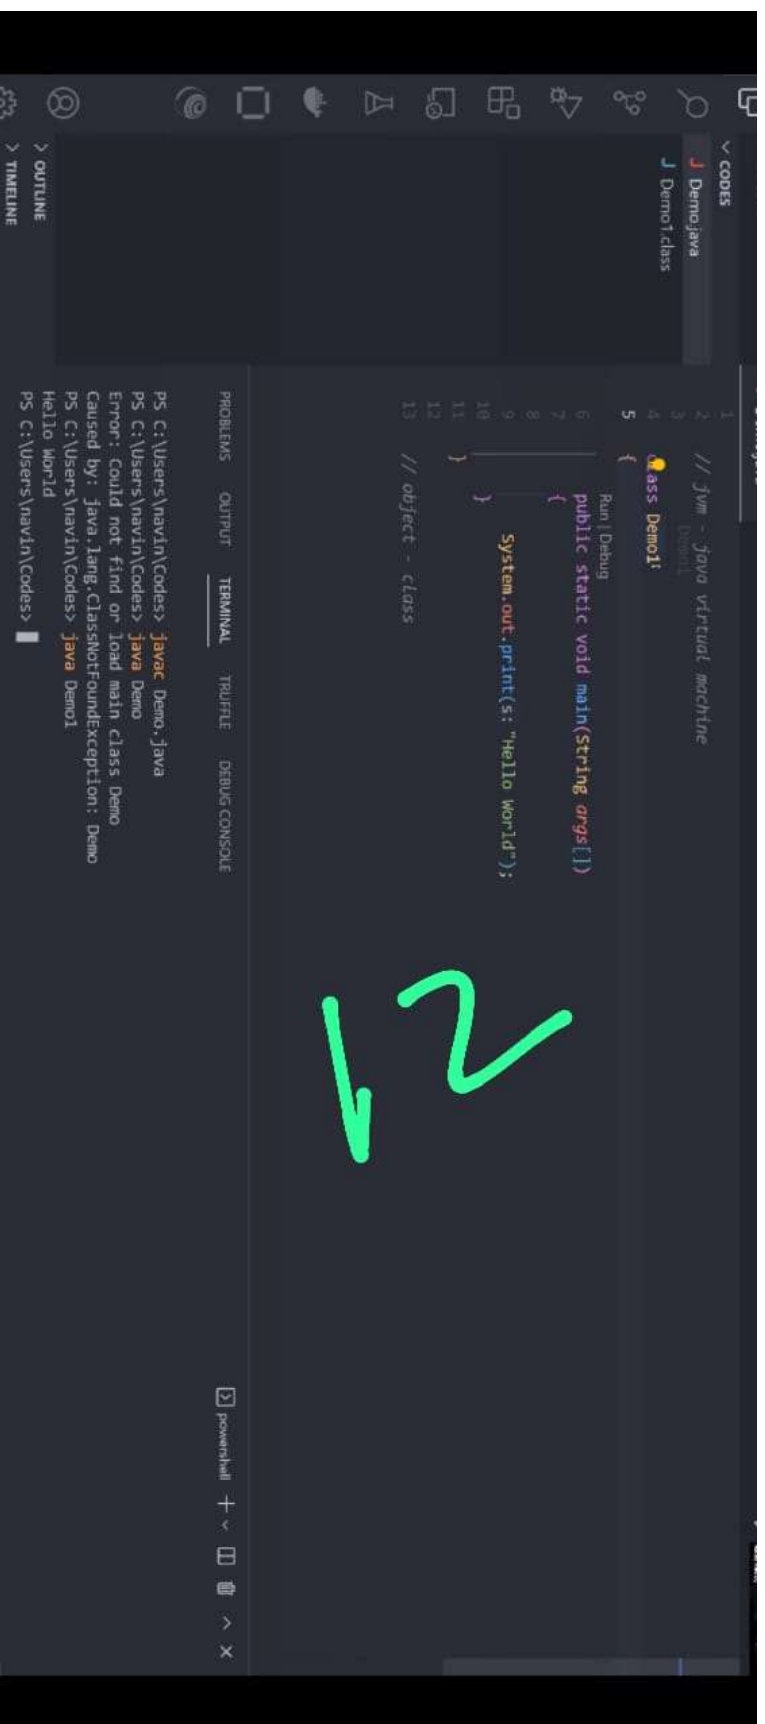 CODES
J Demo.java
J Demo1.class
OUTLINE
TIMELINE
1
2 // jvm - java virtual machine
3
Demo1
4 class Demo1
5 {
Run | Debug
6 public static void main(String args[])
7 {
8
9 System.out.print(s: "Hello World");
10 }
11 }
12
13 // object - class
12
PROBLEMS OUTPUT TERMINAL TRUFFLE DEBUG CONSOLE
powershell
PS C:\Users\navin\Codes> javac Demo.java
PS C:\Users\navin\Codes> java Demo
Error: Could not find or load main class Demo
Caused by: java.lang.ClassNotFoundException: Demo
PS C:\Users\navin\Codes> java Demo1
Hello World
PS C:\Users\navin\Codes>